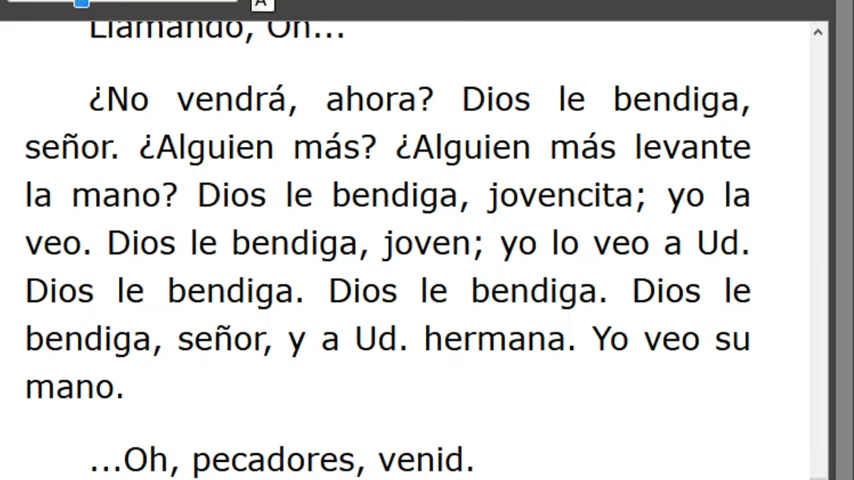 A
Llamando, Oh...
¿No vendrá, ahora? Dios le bendiga,
señor. ¿Alguien más? ¿Alguien más levante
la mano? Dios le bendiga, jovencita; yo la
veo. Dios le bendiga, joven; yo lo veo a Ud.
Dios le bendiga. Dios le bendiga. Dios le
bendiga, señor, y a Ud. hermana. Yo veo su
mano.
...Oh, pecadores, venid.